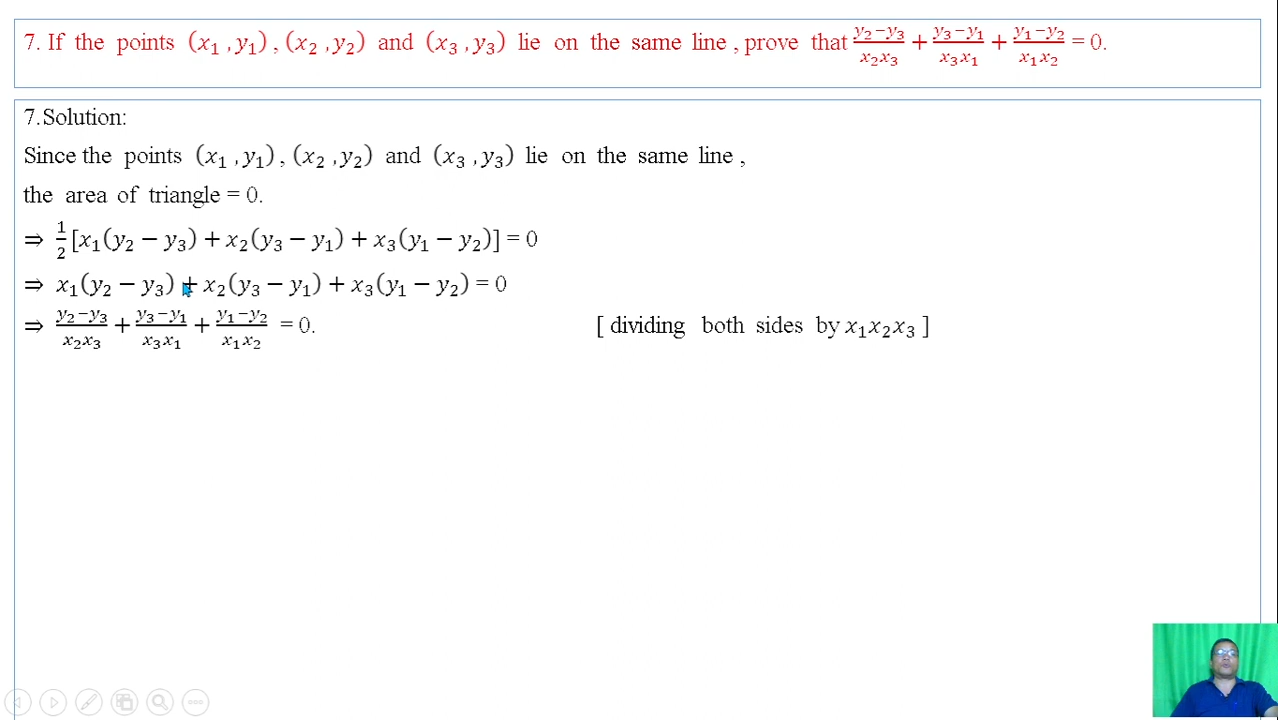 7. If the points (x₁ , y₁) , (x₂ , y₂) and (x₃ , y₃) lie on the same line , prove that (y₂−y₃)/(x₂x₃) + (y₃−y₁)/(x₃x₁) + (y₁−y₂)/(x₁x₂) = 0.
7.Solution:
Since the points (x₁ , y₁) , (x₂ , y₂) and (x₃ , y₃) lie on the same line ,
the area of triangle = 0.
⇒ 1/2 [x₁(y₂ − y₃) + x₂(y₃ − y₁) + x₃(y₁ − y₂)] = 0
⇒ x₁(y₂ − y₃) + x₂(y₃ − y₁) + x₃(y₁ − y₂) = 0
⇒ (y₂−y₃)/(x₂x₃) + (y₃−y₁)/(x₃x₁) + (y₁−y₂)/(x₁x₂) = 0. [ dividing both sides by x₁x₂x₃ ]